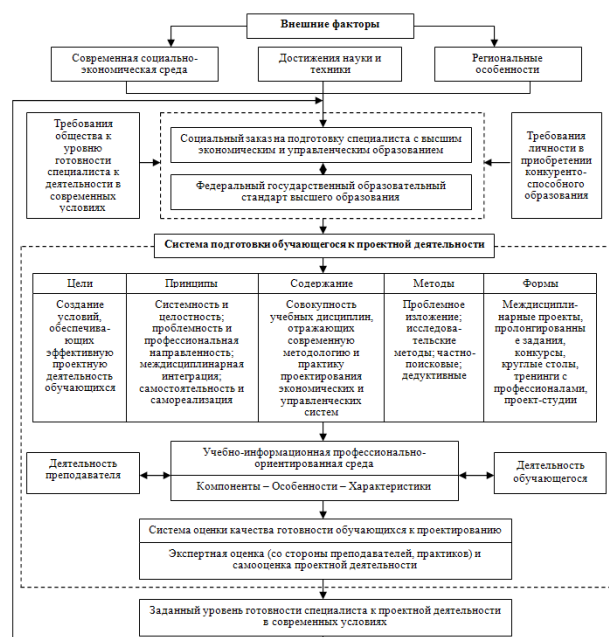 Внешние факторы
Современная социально-
экономическая среда
Достижения науки и
техники
Региональные
особенности
Требования
общества к
уровню
готовности
специалиста к
деятельности в
современных
условиях
Социальный заказ на подготовку специалиста с высшим
экономическим и управленческим образованием
Федеральный государственный образовательный
стандарт высшего образования
Требования
личности в
приобретении
конкуренто-
способного
образования
Система подготовки обучающегося к проектной деятельности
Цели
Создание
условий,
обеспечива-
ющих
эффективную
проектную
деятельность
обучающихся
Принципы
Системность и
целостность;
проблемность и
профессиональная
направленность;
междисциплинарная
интеграция;
самостоятельность и
самореализация
Содержание
Совокупность
учебных дисциплин,
отражающих
современную
методологию и
практику
проектирования
экономических и
управленческих
систем
Методы
Проблемное
изложение;
исследова-
тельские
методы; частно-
поисковые;
дедуктивные
Формы
Междисципли-
нарные проекты,
пролонгированны
е задания,
конкурсы,
круглые столы,
тренинги с
профессионалами,
проект-студии
Деятельность
преподавателя
Учебно-информационная профессионально-
ориентированная среда
Компоненты – Особенности – Характеристики
Деятельность
обучающегося
Система оценки качества готовности обучающихся к проектированию
Экспертная оценка (со стороны преподавателей, практиков) и
самооценка проектной деятельности
Заданный уровень готовности специалиста к проектной деятельности
в современных условиях